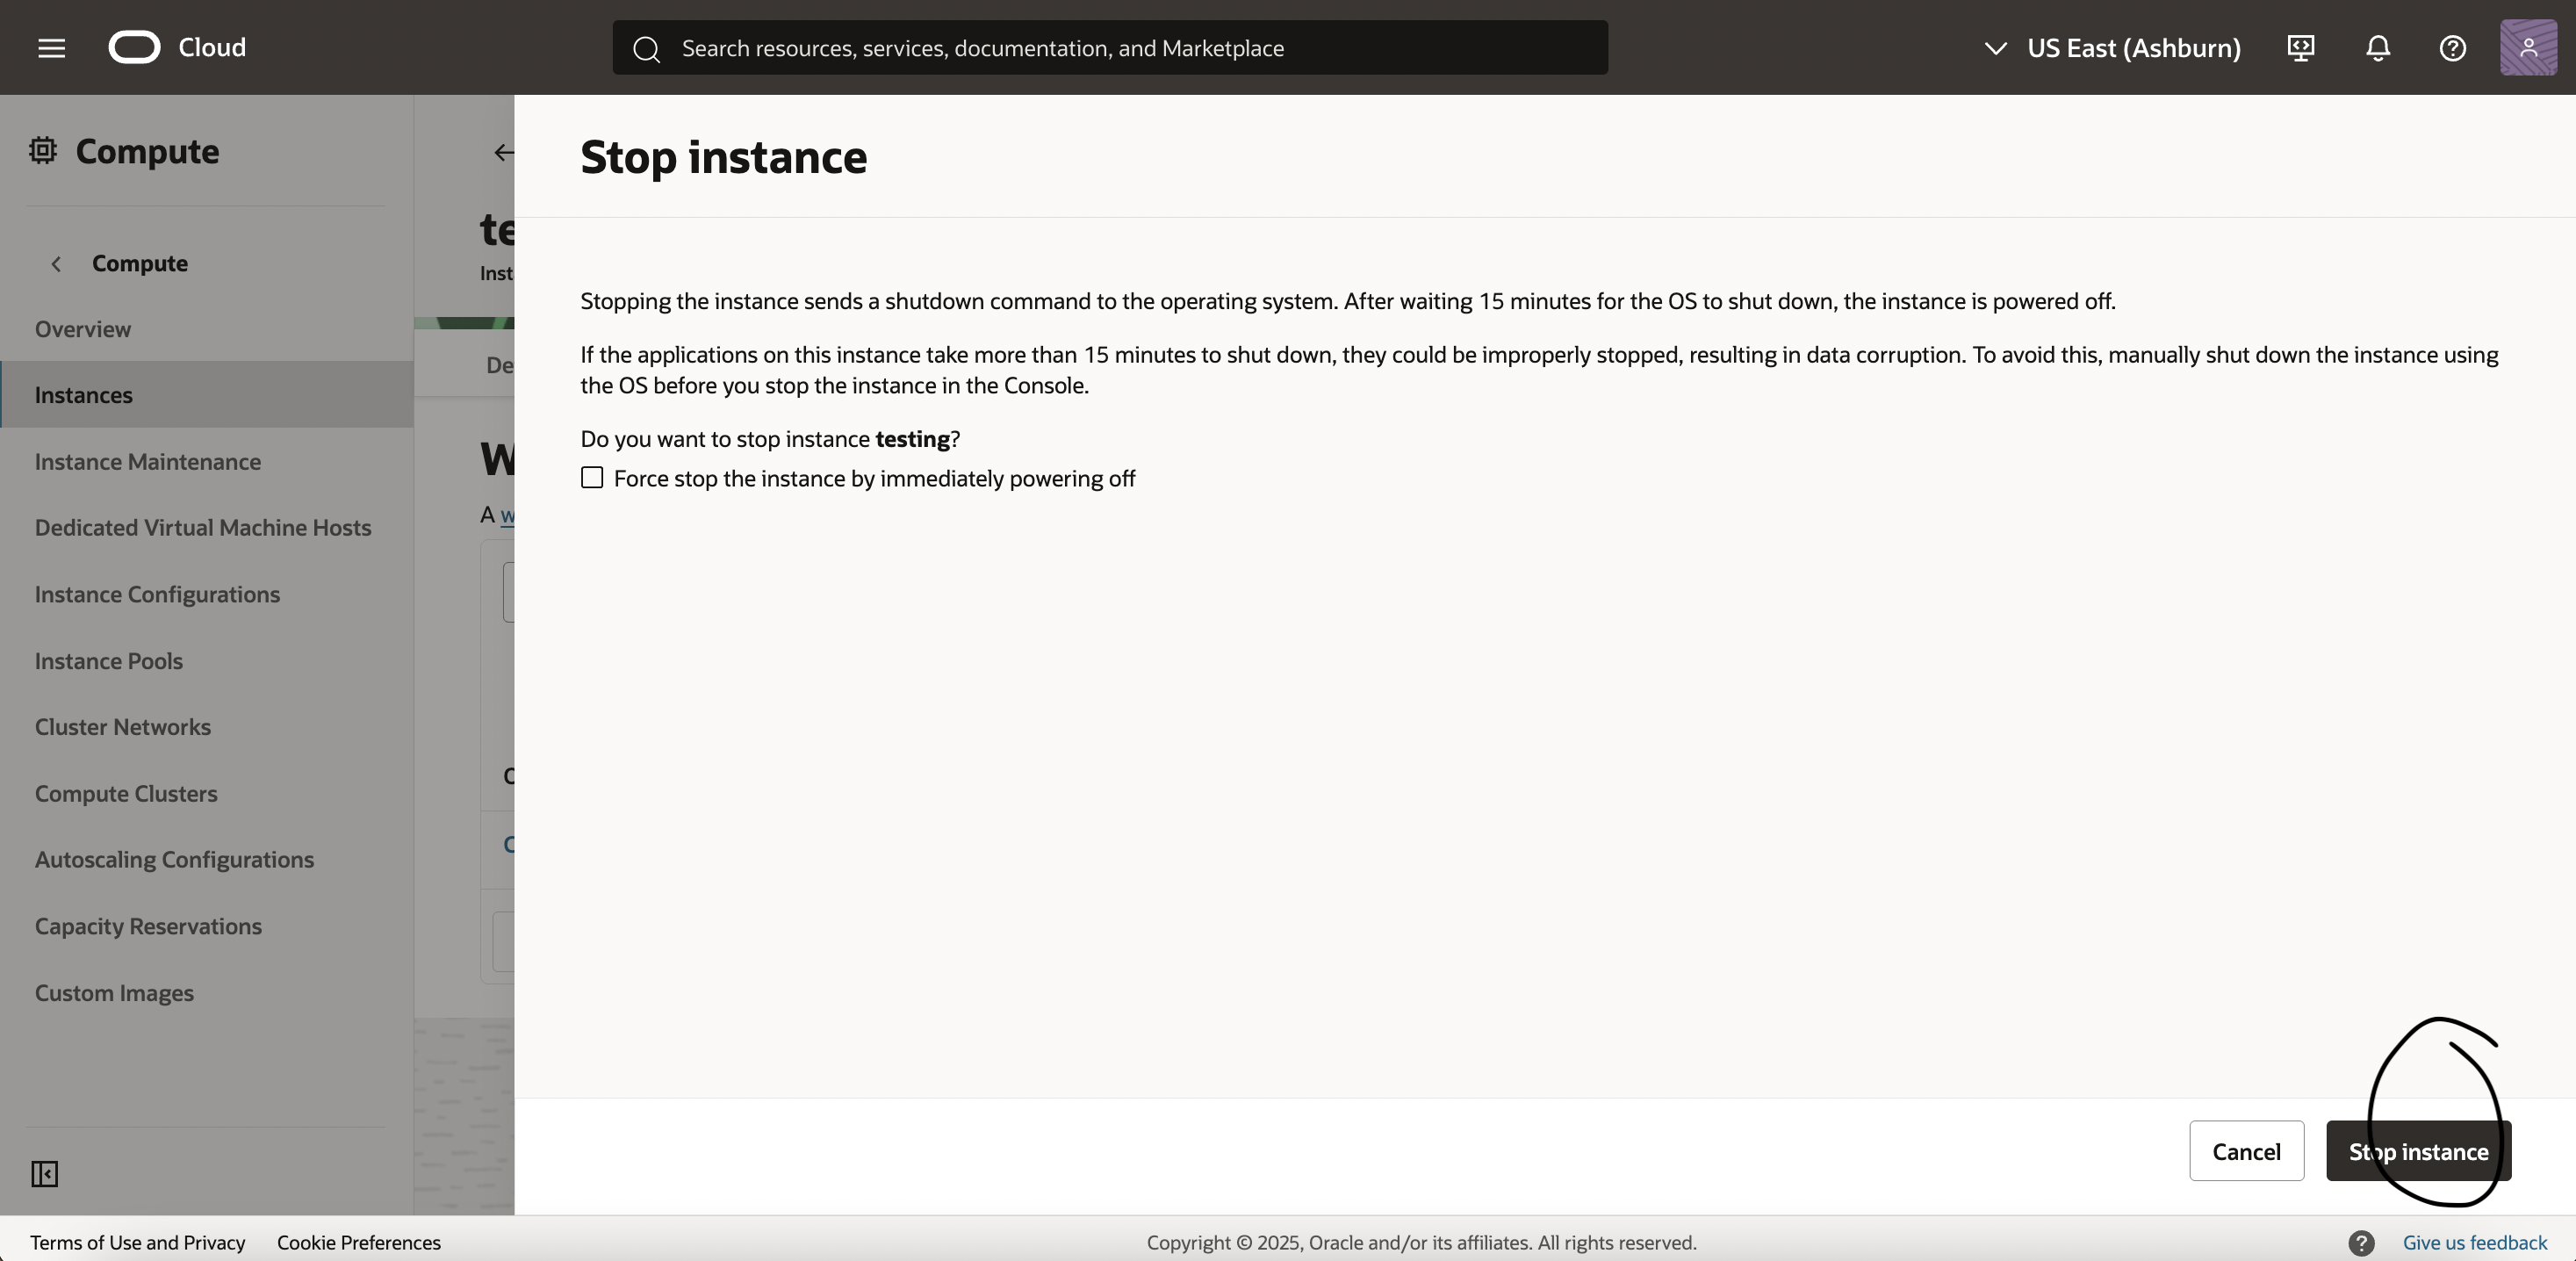 Cloud
Search resources, services, documentation, and Marketplace
US East (Ashburn)
Compute
Compute
Overview
Instances
Instance Maintenance
Dedicated Virtual Machine Hosts
Instance Configurations
Instance Pools
Cluster Networks
Compute Clusters
Autoscaling Configurations
Capacity Reservations
Custom Images
te
Inst
De
W
A w
C
C
Stop instance
Stopping the instance sends a shutdown command to the operating system. After waiting 15 minutes for the OS to shut down, the instance is powered off.
If the applications on this instance take more than 15 minutes to shut down, they could be improperly stopped, resulting in data corruption. To avoid this, manually shut down the instance using
the OS before you stop the instance in the Console.
Do you want to stop instance testing?
Force stop the instance by immediately powering off
Cancel
Stop instance
Terms of Use and Privacy
Cookie Preferences
Copyright © 2025, Oracle and/or its affiliates. All rights reserved.
Give us feedback